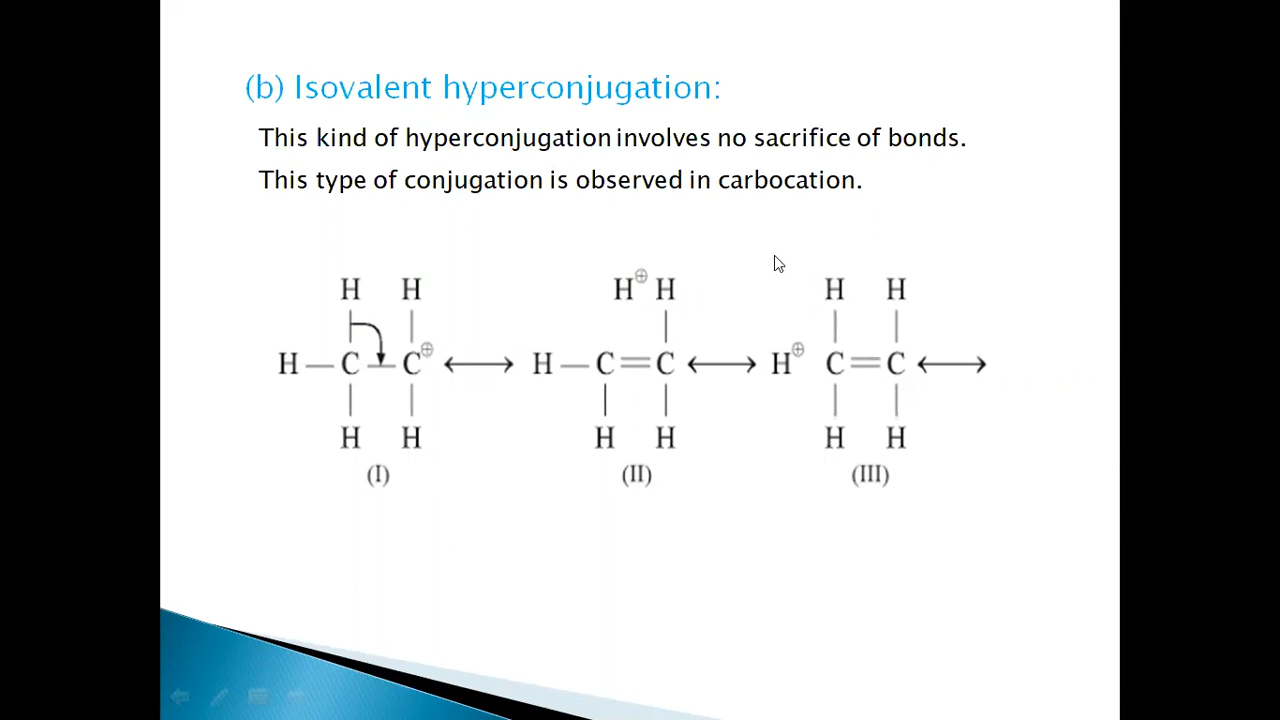 (b) Isovalent hyperconjugation:
This kind of hyperconjugation involves no sacrifice of bonds.
This type of conjugation is observed in carbocation.
H H H⊕ H H H
H—C—C⊕ ⟷ H—C=C ⟷ H⊕ C=C ⟷
H H H H H H
(I) (II) (III)